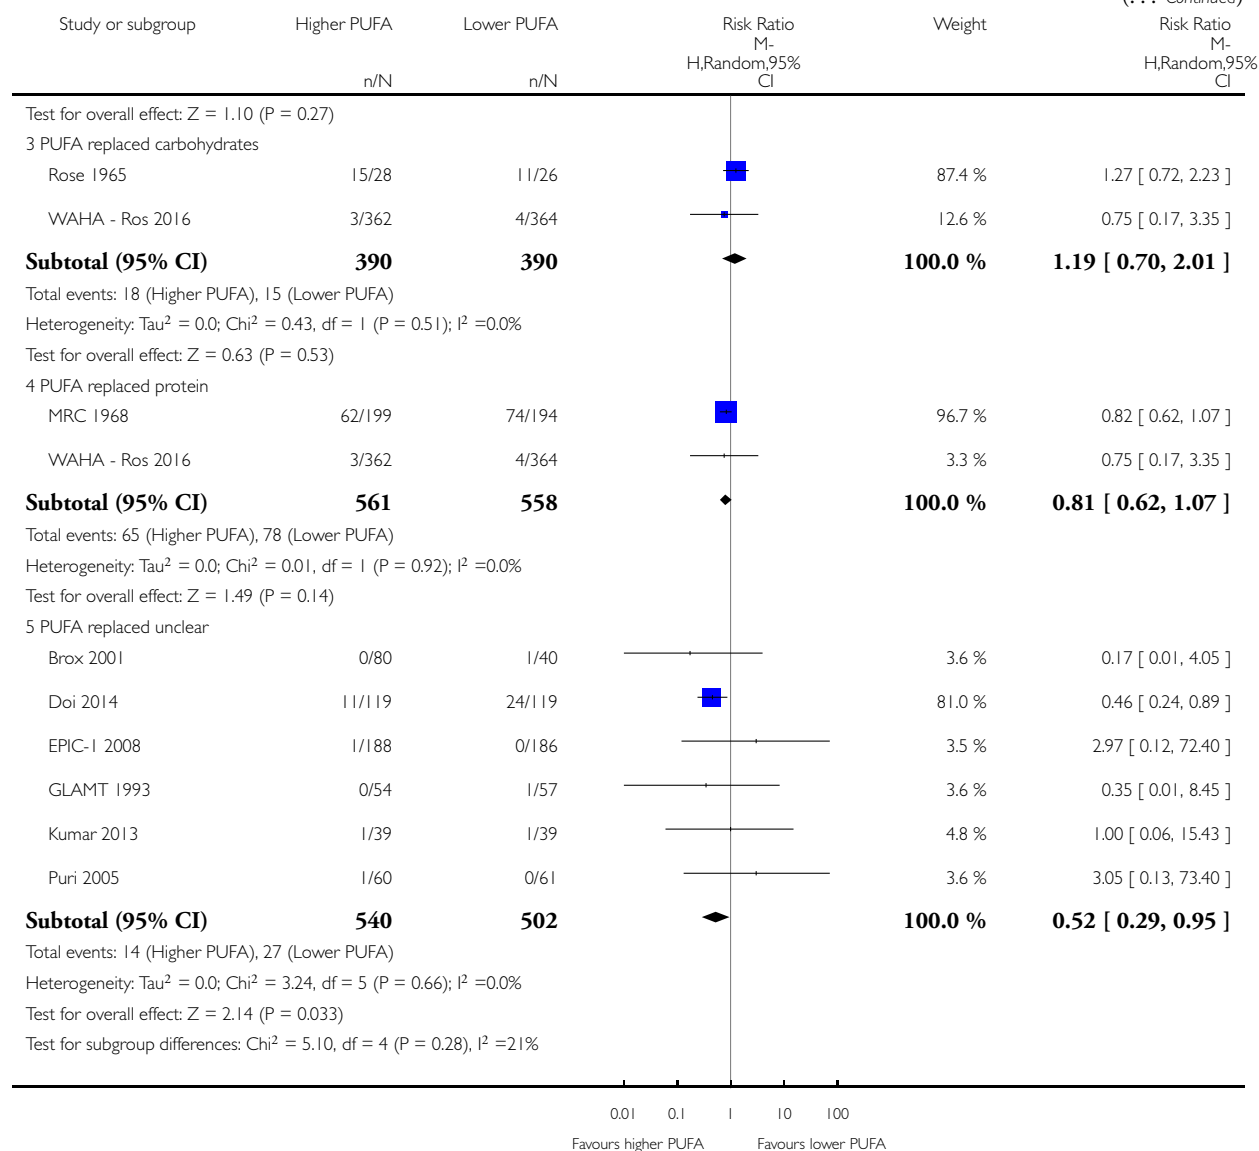 (... Continued)
Study or subgroup Higher PUFA Lower PUFA Risk Ratio Weight Risk Ratio
M- M-
H,Random,95% H,Random,95%
n/N n/N CI CI
Test for overall effect: Z = 1.10 (P = 0.27)
3 PUFA replaced carbohydrates
Rose 1965 15/28 11/26 87.4 % 1.27 [ 0.72, 2.23 ]
WAHA - Ros 2016 3/362 4/364 12.6 % 0.75 [ 0.17, 3.35 ]
Subtotal (95% CI) 390 390 100.0 % 1.19 [ 0.70, 2.01 ]
Total events: 18 (Higher PUFA), 15 (Lower PUFA)
Heterogeneity: Tau² = 0.0; Chi² = 0.43, df = 1 (P = 0.51); I² =0.0%
Test for overall effect: Z = 0.63 (P = 0.53)
4 PUFA replaced protein
MRC 1968 62/199 74/194 96.7 % 0.82 [ 0.62, 1.07 ]
WAHA - Ros 2016 3/362 4/364 3.3 % 0.75 [ 0.17, 3.35 ]
Subtotal (95% CI) 561 558 100.0 % 0.81 [ 0.62, 1.07 ]
Total events: 65 (Higher PUFA), 78 (Lower PUFA)
Heterogeneity: Tau² = 0.0; Chi² = 0.01, df = 1 (P = 0.92); I² =0.0%
Test for overall effect: Z = 1.49 (P = 0.14)
5 PUFA replaced unclear
Brox 2001 0/80 1/40 3.6 % 0.17 [ 0.01, 4.05 ]
Doi 2014 11/119 24/119 81.0 % 0.46 [ 0.24, 0.89 ]
EPIC-1 2008 1/188 0/186 3.5 % 2.97 [ 0.12, 72.40 ]
GLAMT 1993 0/54 1/57 3.6 % 0.35 [ 0.01, 8.45 ]
Kumar 2013 1/39 1/39 4.8 % 1.00 [ 0.06, 15.43 ]
Puri 2005 1/60 0/61 3.6 % 3.05 [ 0.13, 73.40 ]
Subtotal (95% CI) 540 502 100.0 % 0.52 [ 0.29, 0.95 ]
Total events: 14 (Higher PUFA), 27 (Lower PUFA)
Heterogeneity: Tau² = 0.0; Chi² = 3.24, df = 5 (P = 0.66); I² =0.0%
Test for overall effect: Z = 2.14 (P = 0.033)
Test for subgroup differences: Chi² = 5.10, df = 4 (P = 0.28), I² =21%
0.01 0.1 1 10 100
Favours higher PUFA Favours lower PUFA